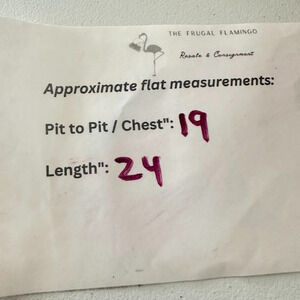 THE FRUGAL FLAMINGO
Resale & Consignment
Approximate flat measurements:
Pit to Pit / Chest": 19
Length": 24